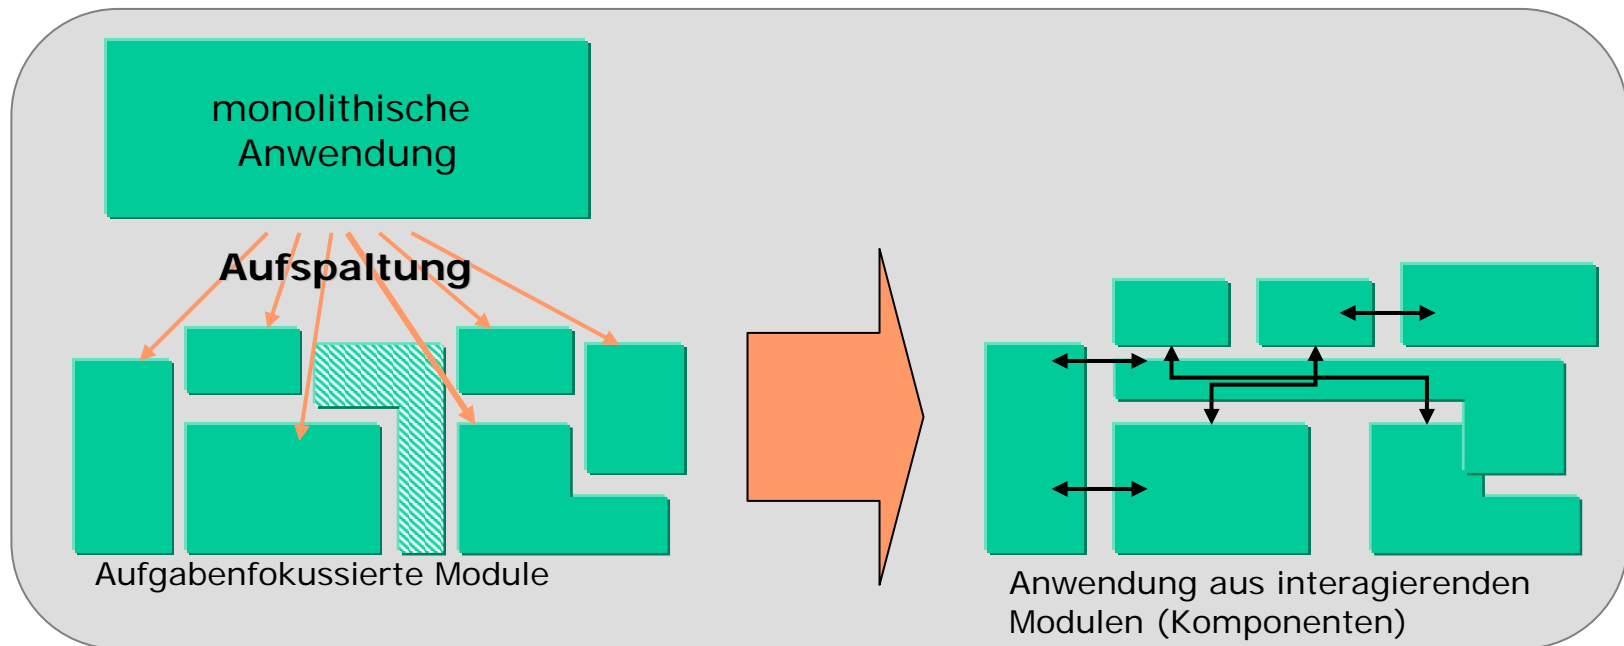 monolithische
Anwendung
Aufspaltung
Aufgabenfokussierte Module
Anwendung aus interagierenden
Modulen (Komponenten)